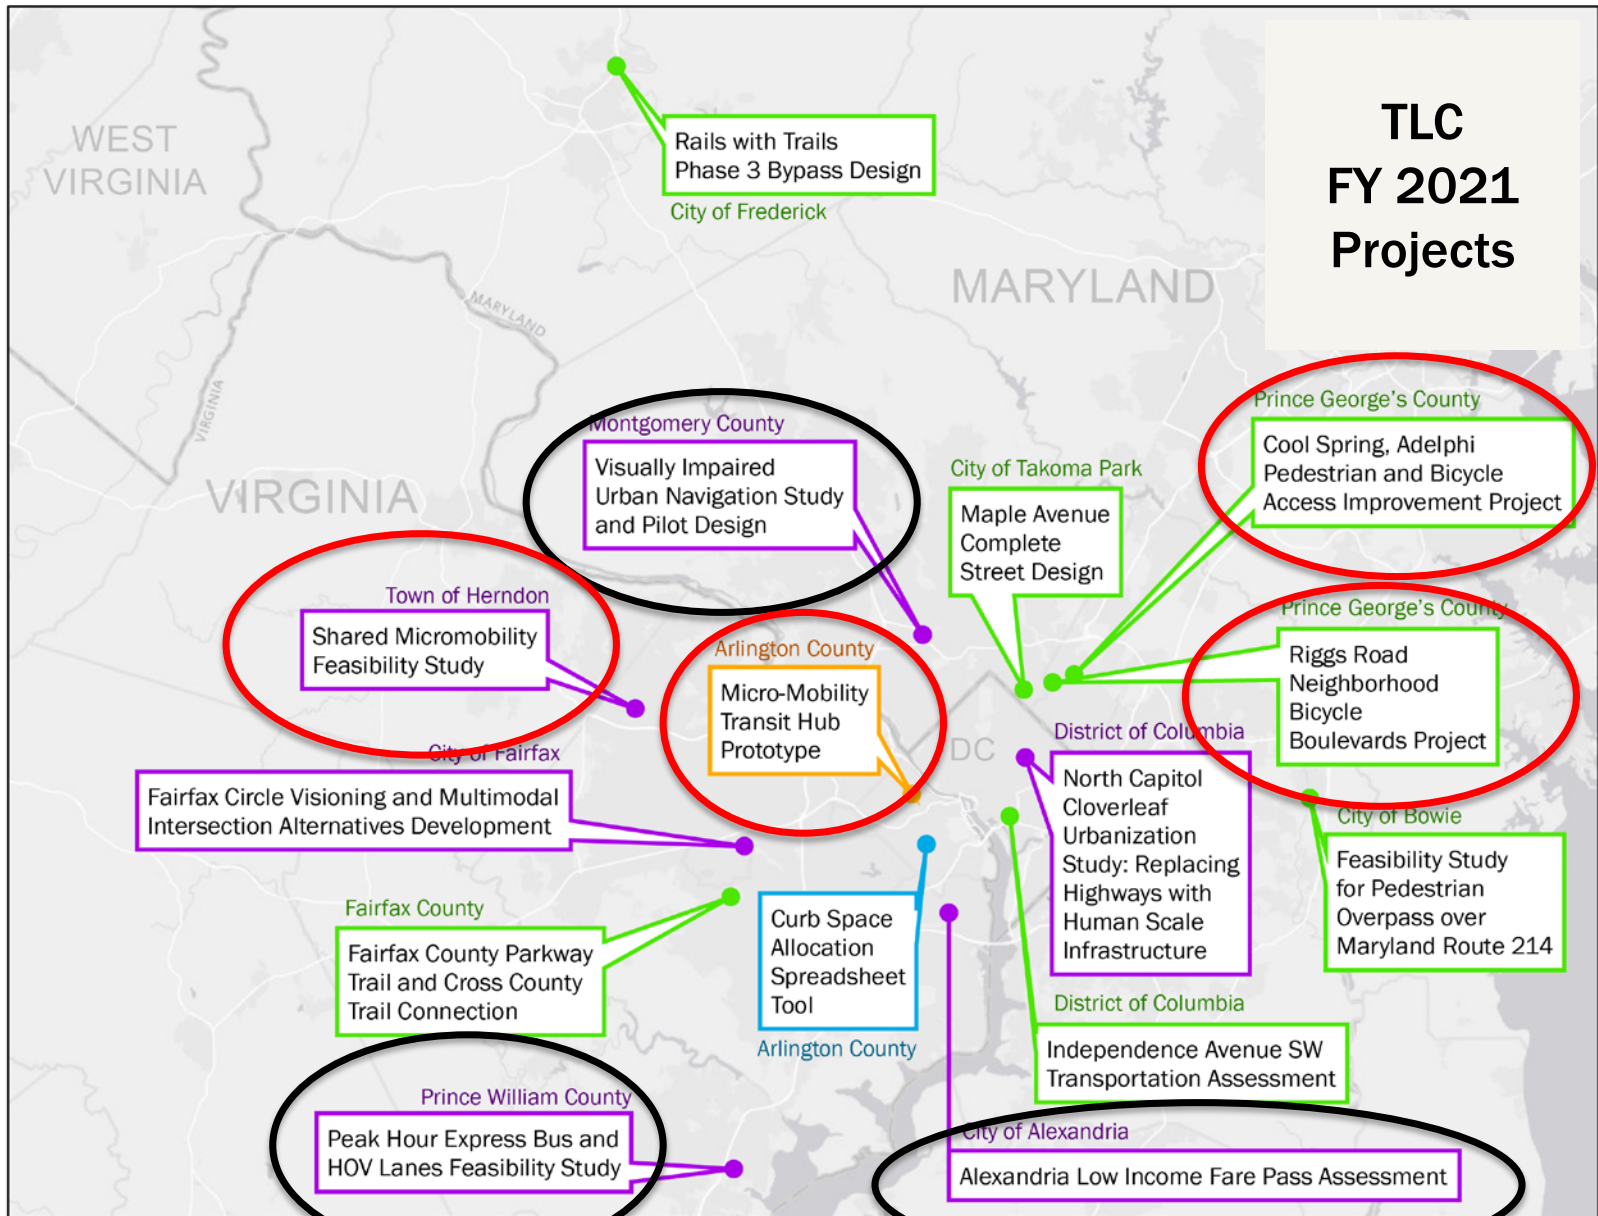 TLC
FY 2021
Projects
WEST
VIRGINIA
Rails with Trails
Phase 3 Bypass Design
City of Frederick
MARYLAND
MARYLAND
VIRGINIA
VIRGINIA
Prince George's County
Cool Spring, Adelphi
Pedestrian and Bicycle
Access Improvement Project
Montgomery County
Visually Impaired
Urban Navigation Study
and Pilot Design
City of Takoma Park
Maple Avenue
Complete
Street Design
Town of Herndon
Shared Micromobility
Feasibility Study
Prince George's County
Riggs Road
Neighborhood
Bicycle
Boulevards Project
Arlington County
Micro-Mobility
Transit Hub
Prototype
DC
District of Columbia
North Capitol
Cloverleaf
Urbanization
Study: Replacing
Highways with
Human Scale
Infrastructure
City of Fairfax
Fairfax Circle Visioning and Multimodal
Intersection Alternatives Development
City of Bowie
Feasibility Study
for Pedestrian
Overpass over
Maryland Route 214
Fairfax County
Fairfax County Parkway
Trail and Cross County
Trail Connection
Curb Space
Allocation
Spreadsheet
Tool
Arlington County
District of Columbia
Independence Avenue SW
Transportation Assessment
Prince William County
Peak Hour Express Bus and
HOV Lanes Feasibility Study
City of Alexandria
Alexandria Low Income Fare Pass Assessment